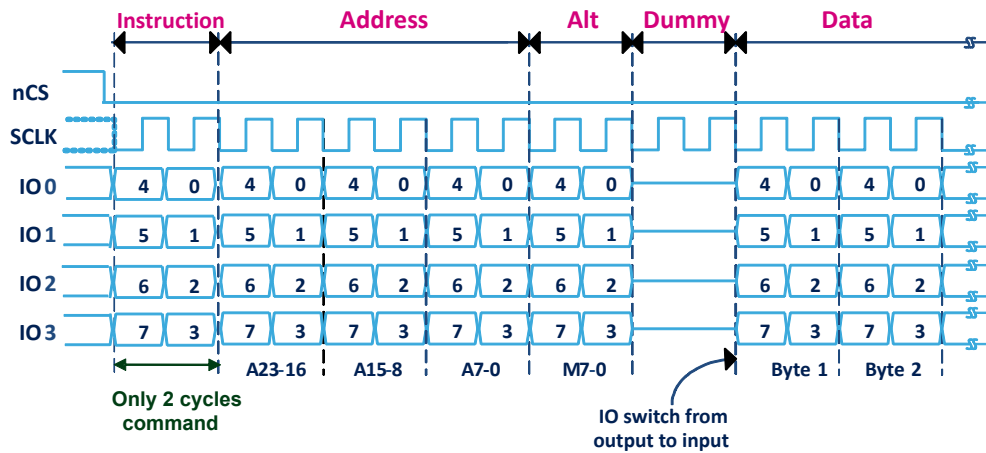 Instruction Address Alt Dummy Data
nCS
SCLK
IO 0 4 0 4 0 4 0 4 0 4 0 4 0 4 0
IO 1 5 1 5 1 5 1 5 1 5 1 5 1 5 1
IO 2 6 2 6 2 6 2 6 2 6 2 6 2 6 2
IO 3 7 3 7 3 7 3 7 3 7 3 7 3 7 3
A23-16 A15-8 A7-0 M7-0 Byte 1 Byte 2
Only 2 cycles
command
IO switch from
output to input